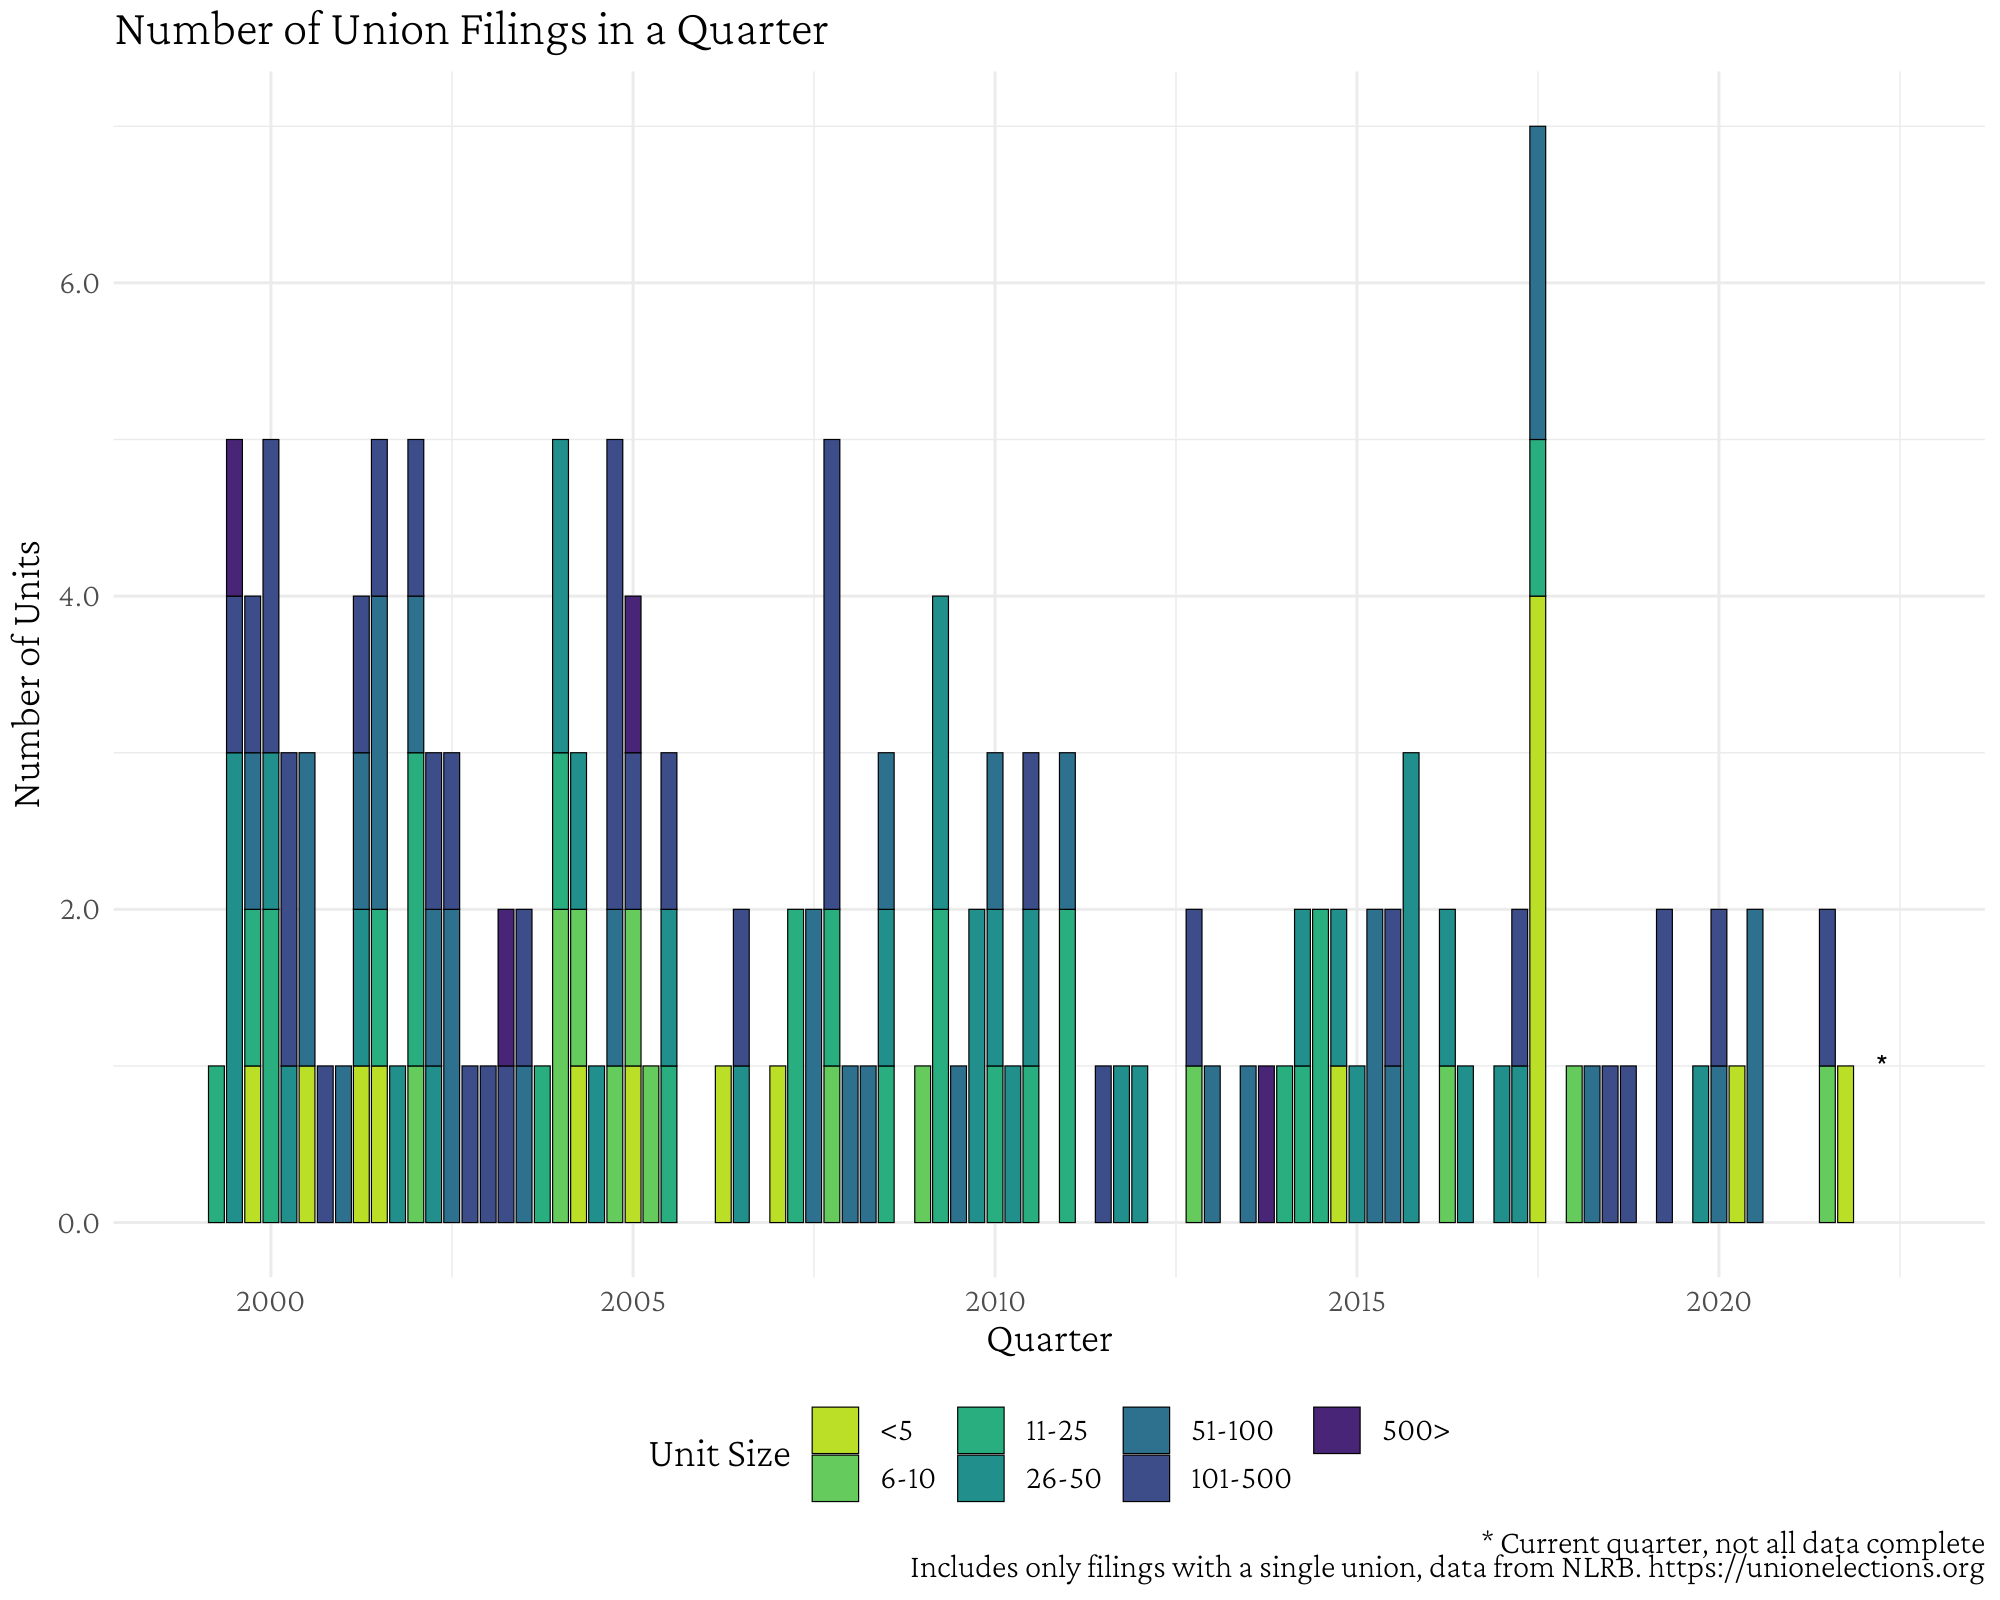 Number of Union Filings in a Quarter
Number of Units
6.0
4.0
2.0
0.0
*
2000 2005 2010 2015 2020
Quarter
Unit Size
<5 11-25 51-100 500>
6-10 26-50 101-500
* Current quarter, not all data complete
Includes only filings with a single union, data from NLRB. https://unionelections.org